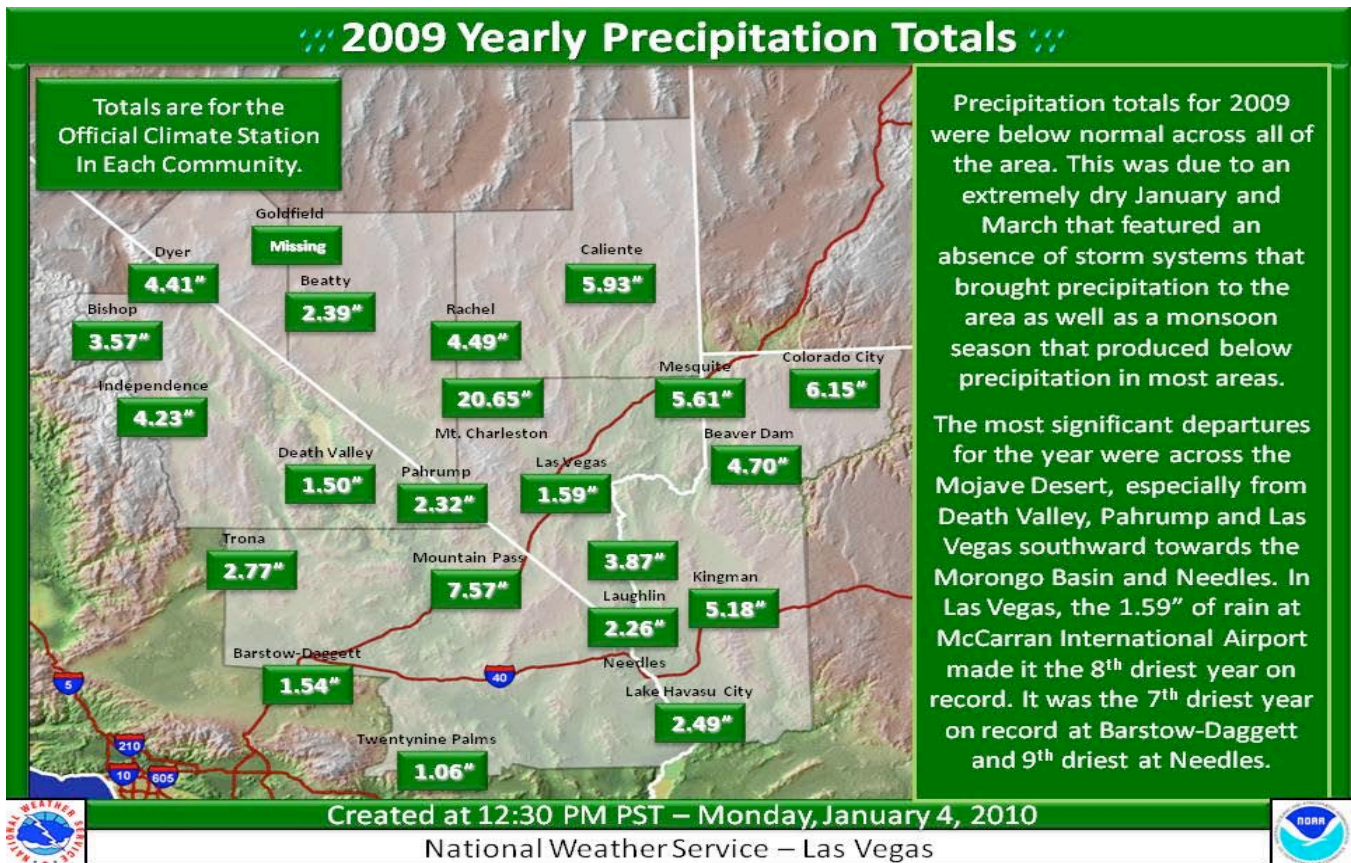 2009 Yearly Precipitation Totals
Totals are for the
Official Climate Station
In Each Community.
Goldfield
Missing
Dyer
4.41”
Beatty
2.39”
Caliente
5.93”
Bishop
3.57”
Rachel
4.49”
Independence
4.23”
20.65”
Mt. Charleston
Mesquite
5.61”
Colorado City
6.15”
Beaver Dam
4.70”
Death Valley
1.50”
Pahrump
2.32”
Las Vegas
1.59”
Trona
2.77”
Mountain Pass
7.57”
3.87”
Laughlin
2.26”
Needles
Kingman
5.18”
Barstow-Daggett
1.54”
Lake Havasu City
2.49”
Twentynine Palms
1.06”
40
5
210
10
605
Precipitation totals for 2009
were below normal across all of
the area. This was due to an
extremely dry January and
March that featured an
absence of storm systems that
brought precipitation to the
area as well as a monsoon
season that produced below
precipitation in most areas.
The most significant departures
for the year were across the
Mojave Desert, especially from
Death Valley, Pahrump and Las
Vegas southward towards the
Morongo Basin and Needles. In
Las Vegas, the 1.59” of rain at
McCarran International Airport
made it the 8th driest year on
record. It was the 7th driest year
on record at Barstow-Daggett
and 9th driest at Needles.
Created at 12:30 PM PST – Monday, January 4, 2010
National Weather Service – Las Vegas
NATIONAL WEATHER SERVICE
NOAA